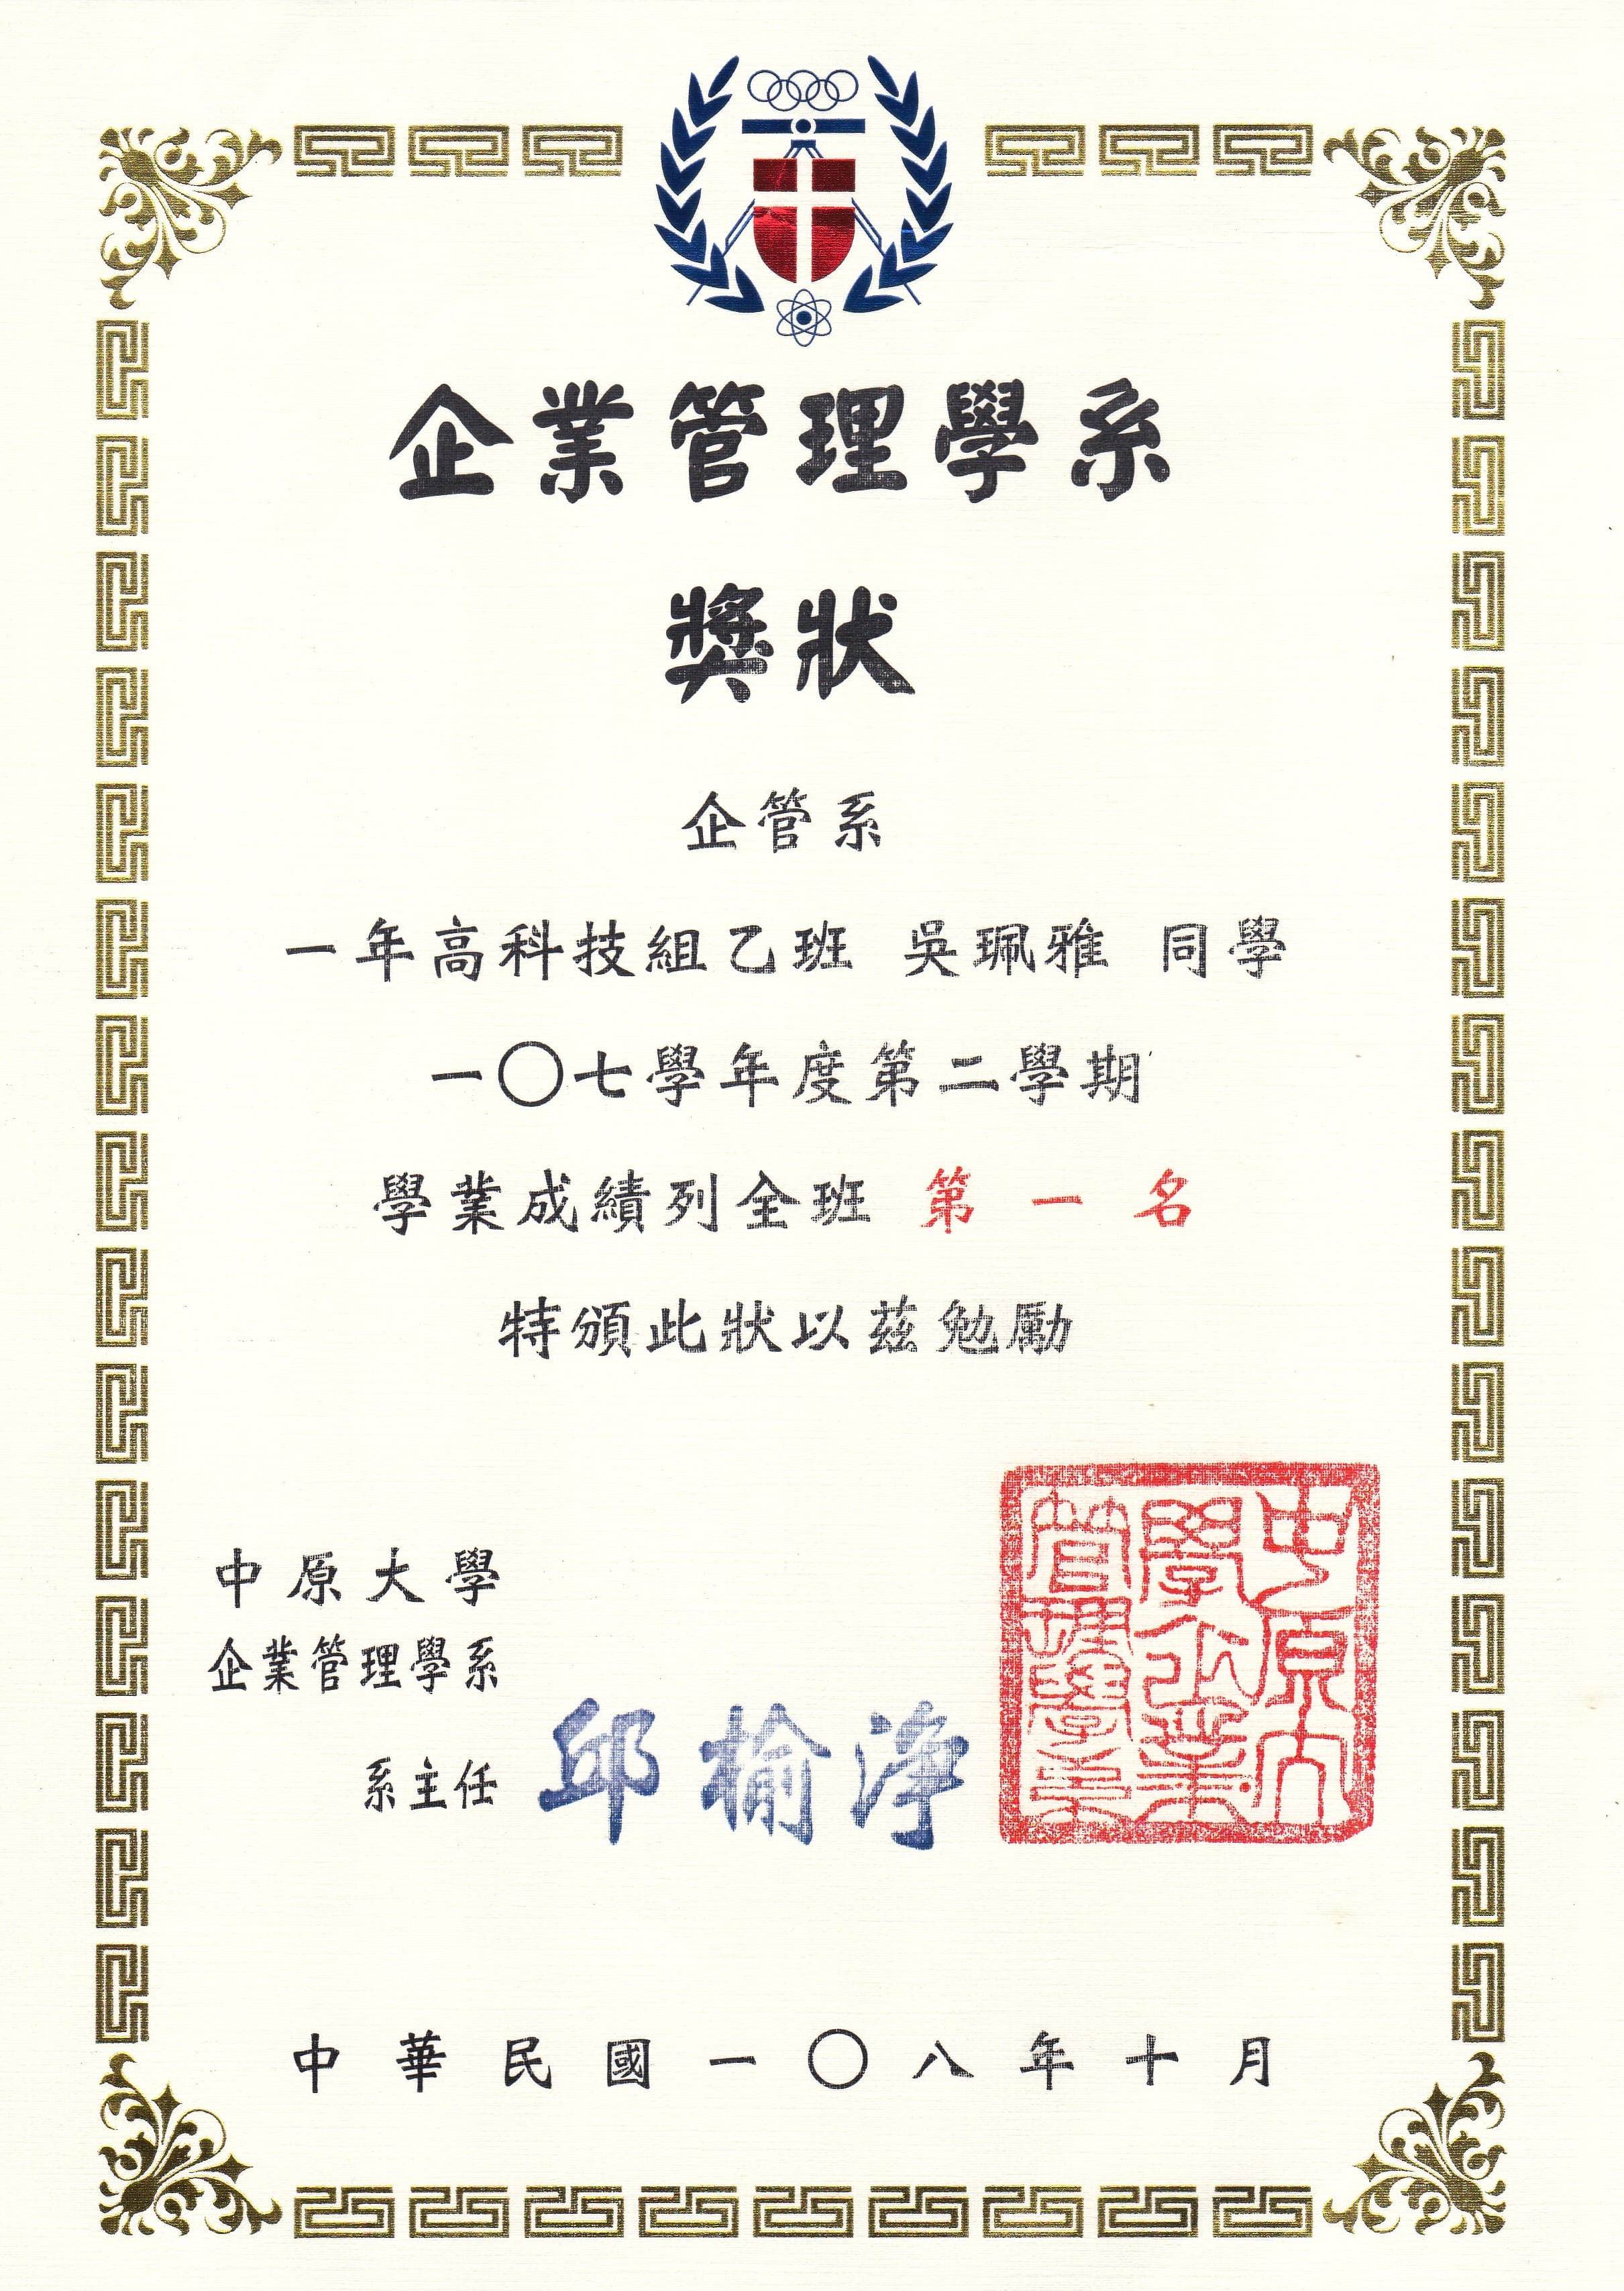 企業管理學系
獎狀
企管系
一年高科技組乙班 吳珮雅 同學
一〇七學年度第二學期
學業成績列全班 第一名
特頒此狀以茲勉勵
中原大學
企業管理學系
系主任 邱榆淨
中原大學企業管理學系章
中華民國一〇八年十月